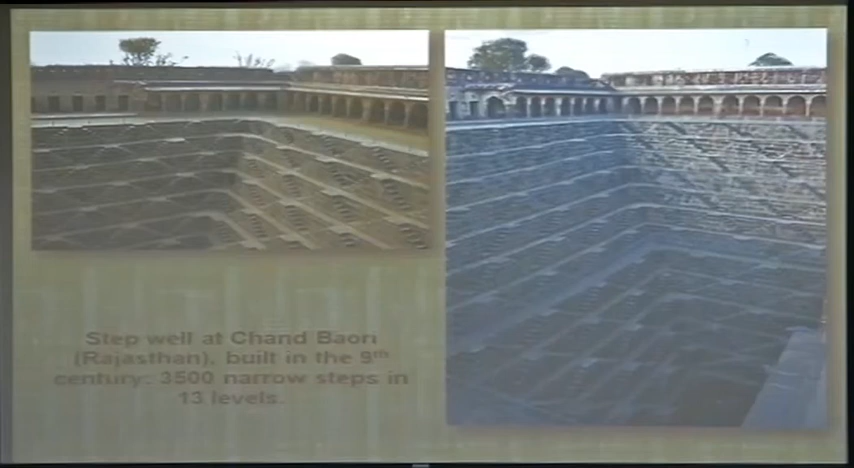 Step well at Chand Baori
(Rajasthan), built in the 9th
century: 3500 narrow steps in
13 levels.